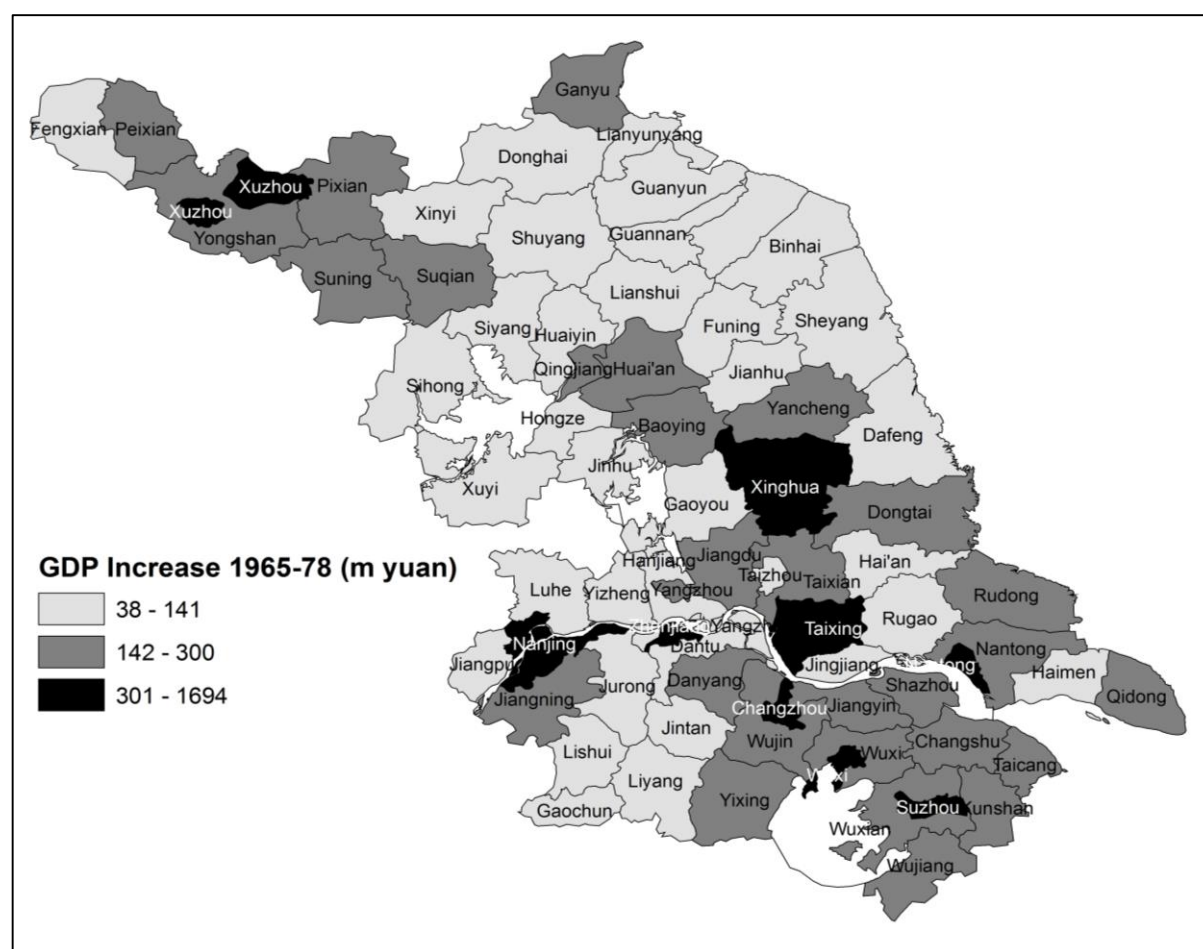 Ganyu
Fengxian
Peixian
Lianyunyang
Donghai
Xuzhou
Pixian
Guanyun
Xuzhou
Xinyi
Yongshan
Shuyang
Guannan
Binhai
Suning
Suqian
Lianshui
Siyang
Huaiyin
Funing
Sheyang
Qingjiang
Huai'an
Jianhu
Sihong
Yancheng
Hongze
Baoying
Dafeng
Jinhu
Xuyi
Xinghua
Gaoyou
Dongtai
GDP Increase 1965-78 (m yuan)
38 - 141
142 - 300
301 - 1694
Hanjiang
Jiangdu
Hai'an
Luhe
Yizheng
Taizhou
Taixian
Rudong
Rugao
Nanjing
Taixing
Nantong
Jiangpu
Dantu
Jingjiang
Haimen
Jurong
Danyang
Shazhou
Qidong
Jiangning
Changzhou
Jiangyin
Jintan
Wujin
Changshu
Lishui
Wuxi
Taicang
Liyang
Wuxi
Yixing
Gaochun
Suzhou
Kunshan
Wuxian
Wujiang